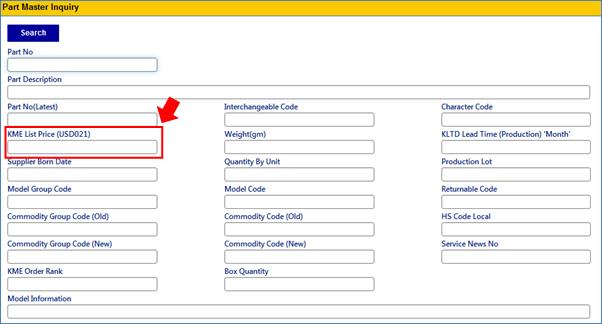 Part Master Inquiry
Search
Part No
Part Description
Part No(Latest) Interchangeable Code Character Code
KME List Price (USD021) Weight(gm) KLTD Lead Time (Production) 'Month'
Supplier Born Date Quantity By Unit Production Lot
Model Group Code Model Code Returnable Code
Commodity Group Code (Old) Commodity Code (Old) HS Code Local
Commodity Group Code (New) Commodity Code (New) Service News No
KME Order Rank Box Quantity
Model Information